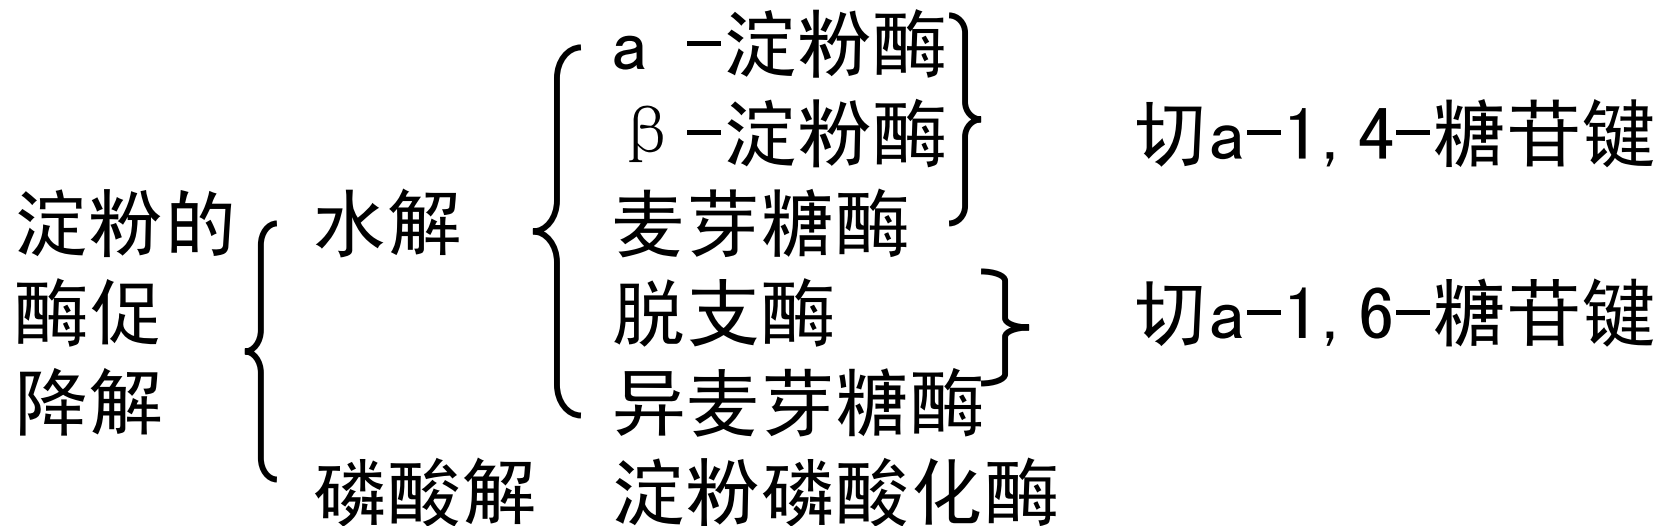 a -淀粉酶
β-淀粉酶 切a-1,4-糖苷键
淀粉的 水解 麦芽糖酶
酶促 脱支酶 切a-1,6-糖苷键
降解 异麦芽糖酶
磷酸解 淀粉磷酸化酶